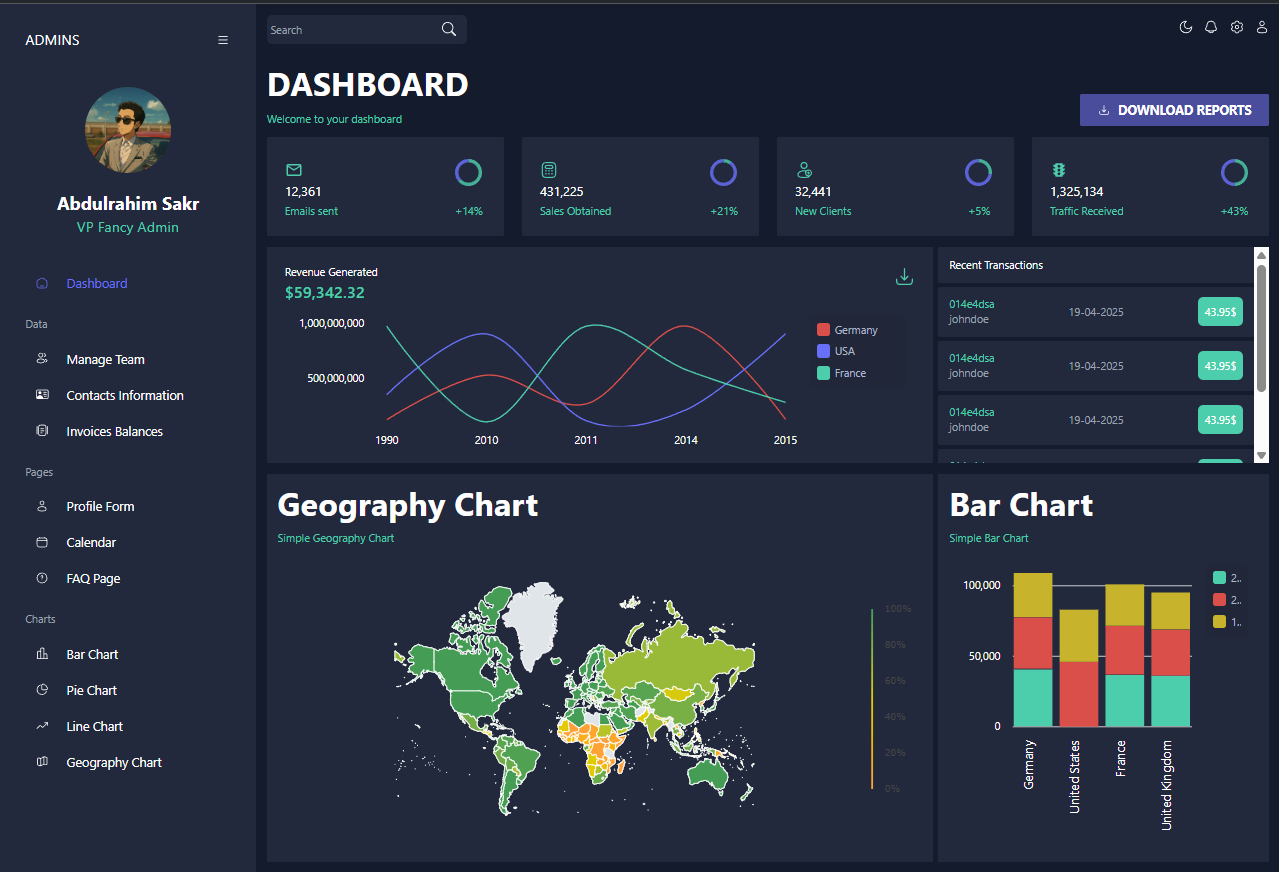 ADMINS
Abdulrahim Sakr
VP Fancy Admin
Dashboard
Data
Manage Team
Contacts Information
Invoices Balances
Pages
Profile Form
Calendar
FAQ Page
Charts
Bar Chart
Pie Chart
Line Chart
Geography Chart
Search
DASHBOARD
Welcome to your dashboard
DOWNLOAD REPORTS
12,361
Emails sent
+14%
431,225
Sales Obtained
+21%
32,441
New Clients
+5%
1,325,134
Traffic Received
+43%
Revenue Generated
$59,342.32
1,000,000,000
500,000,000
1990 2010 2011 2014 2015
Germany
USA
France
Recent Transactions
014e4dsa
johndoe
19-04-2025
43.95$
014e4dsa
johndoe
19-04-2025
43.95$
014e4dsa
johndoe
19-04-2025
43.95$
Geography Chart
Simple Geography Chart
100%
80%
60%
40%
20%
0%
Bar Chart
Simple Bar Chart
100,000
50,000
0
Germany
United States
France
United Kingdom
2..
2..
1..